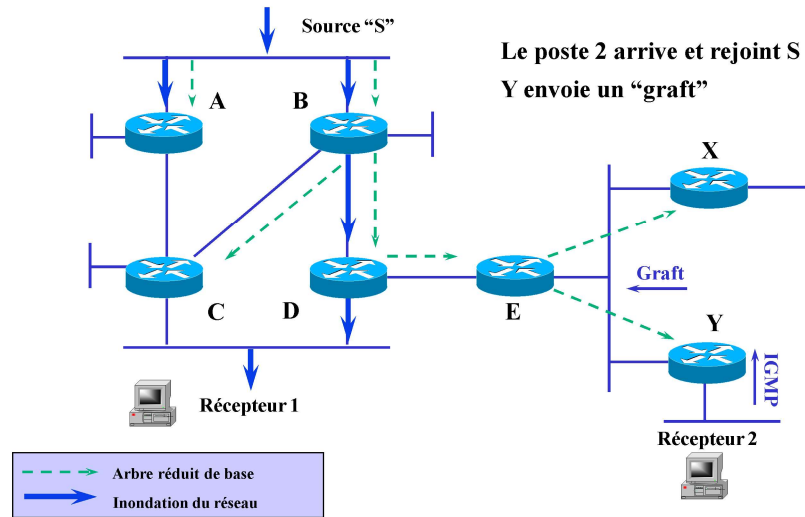 Source “S”
Le poste 2 arrive et rejoint S
Y envoie un “graft”
A
B
X
C
D
E
Graft
Y
IGMP
Récepteur 1
Récepteur 2
Arbre réduit de base
Inondation du réseau